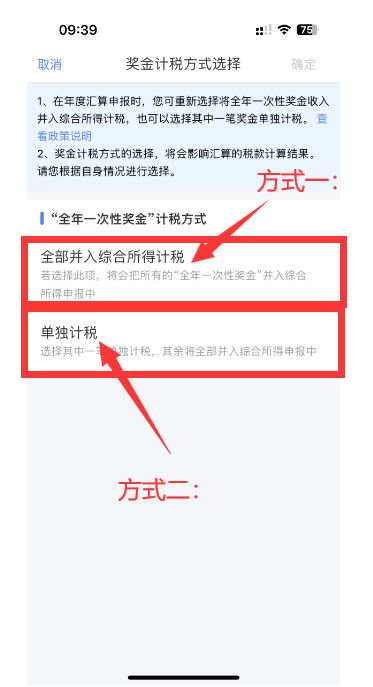 09:39
75
取消 奖金计税方式选择 确定
1、在年度汇算申报时，您可重新选择将全年一次性奖金收入
并入综合所得计税，也可以选择其中一笔奖金单独计税。 查
看政策说明
2、奖金计税方式的选择，将会影响汇算的税款计算结果。
请您根据自身情况进行选择。
方式一：
“全年一次性奖金”计税方式
全部并入综合所得计税
若选择此项，将会把所有的“全年一次性奖金”并入综合
所得申报中
单独计税
选择其中一笔单独计税，其余将全部并入综合所得申报中
方式二：